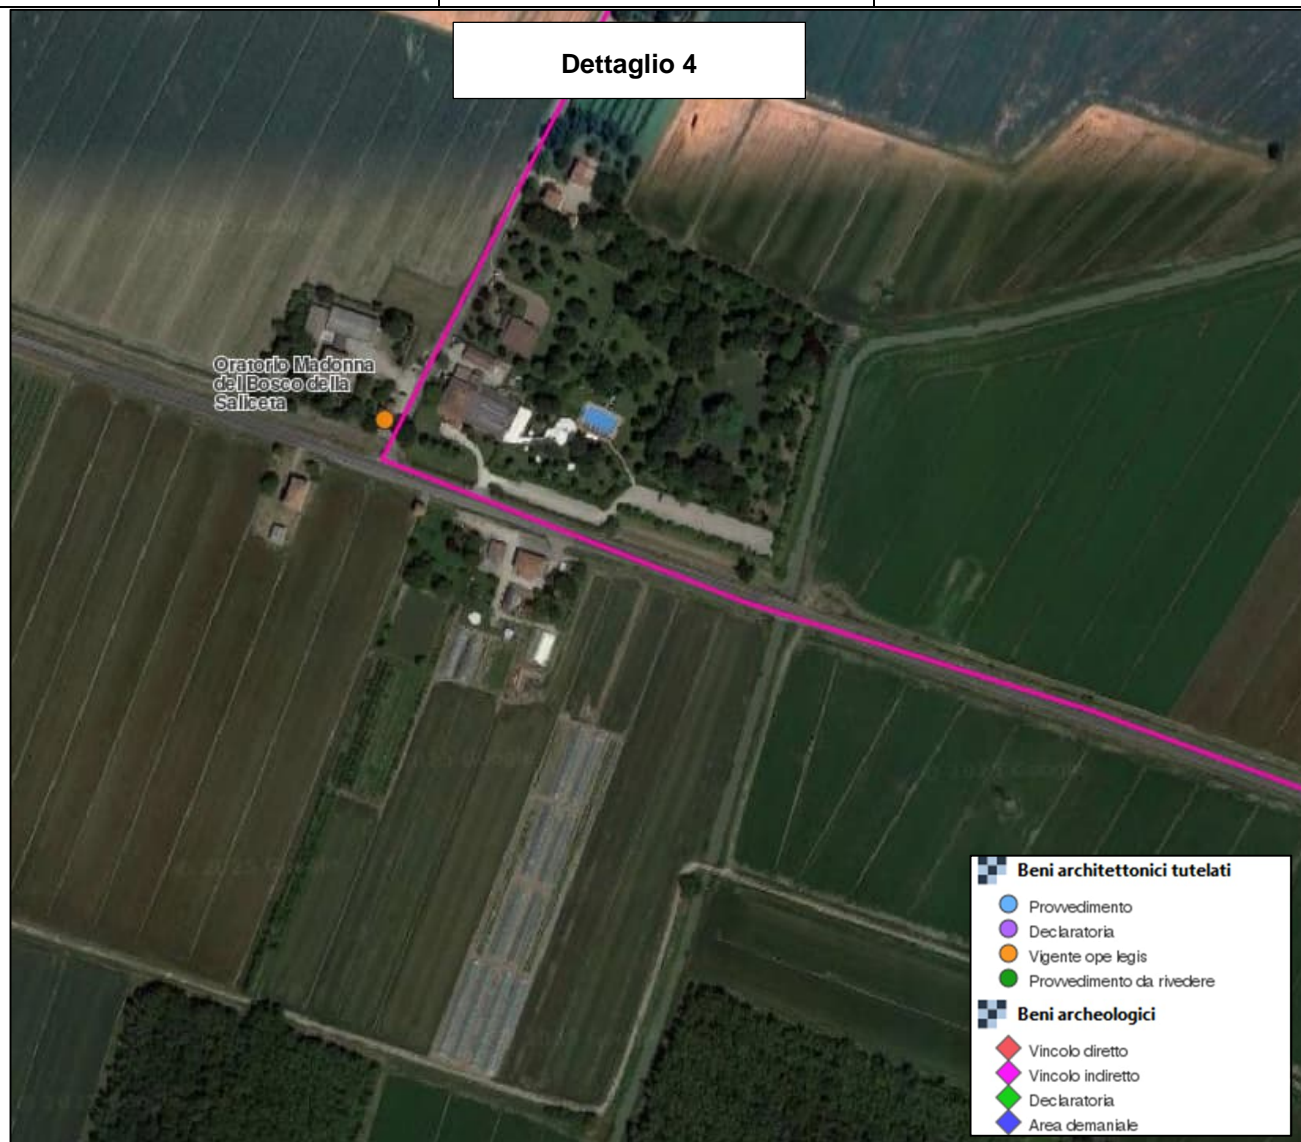 Dettaglio 4
Oratorio Madonna
del Bosco della
Saliceta
Beni architettonici tutelati
Provvedimento
Declaratoria
Vigente ope legis
Provvedimento da rivedere
Beni archeologici
Vincolo diretto
Vincolo indiretto
Declaratoria
Area demaniale